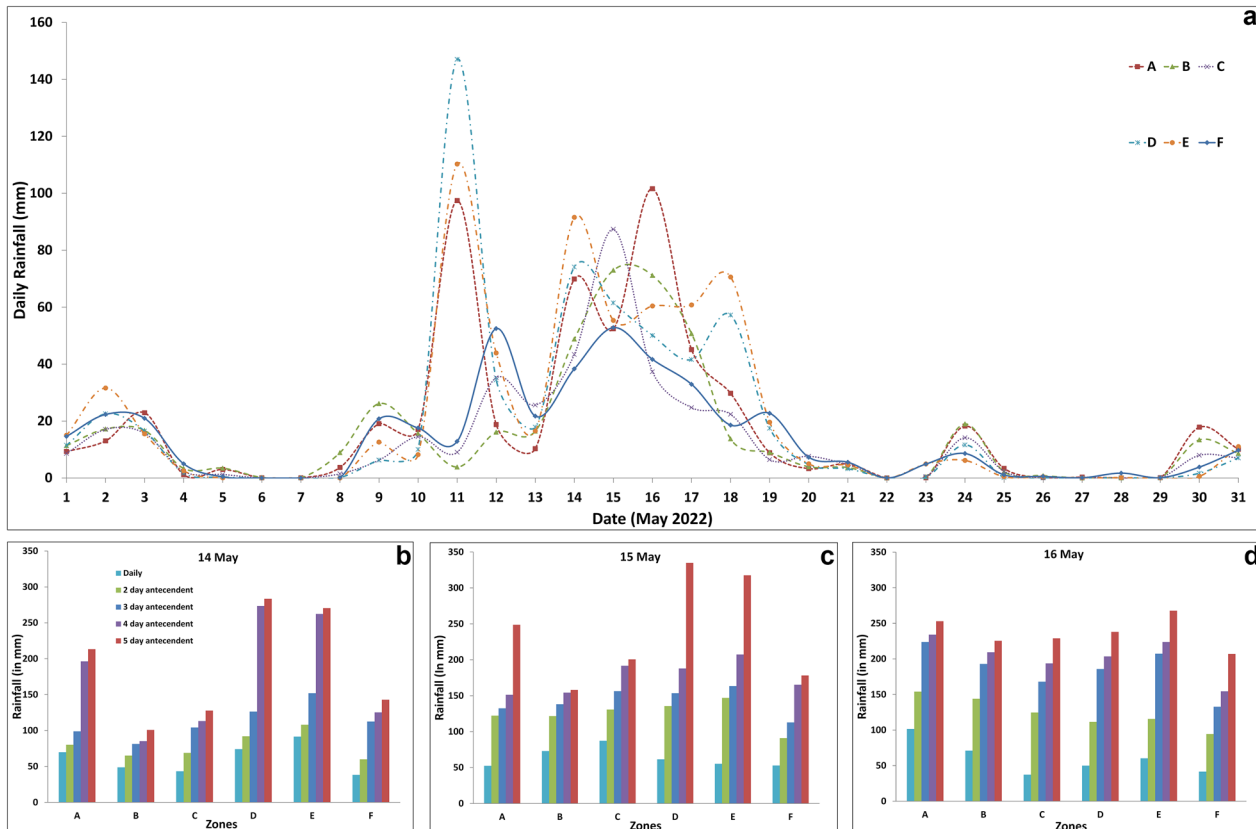 a
160
140
120
100
80
60
40
20
0
Daily Rainfall (mm)
A B C
D E F
1 2 3 4 5 6 7 8 9 10 11 12 13 14 15 16 17 18 19 20 21 22 23 24 25 26 27 28 29 30 31
Date (May 2022)
14 May
b
350
300
250
200
150
100
50
0
Rainfall (in mm)
Daily
2 day antecendent
3 day antecendent
4 day antecendent
5 day antecendent
A B C D E F
Zones
15 May
c
350
300
250
200
150
100
50
0
Rainfall (In mm)
A B C D E F
Zones
16 May
d
350
300
250
200
150
100
50
0
Rainfall (in mm)
A B C D E F
Zones